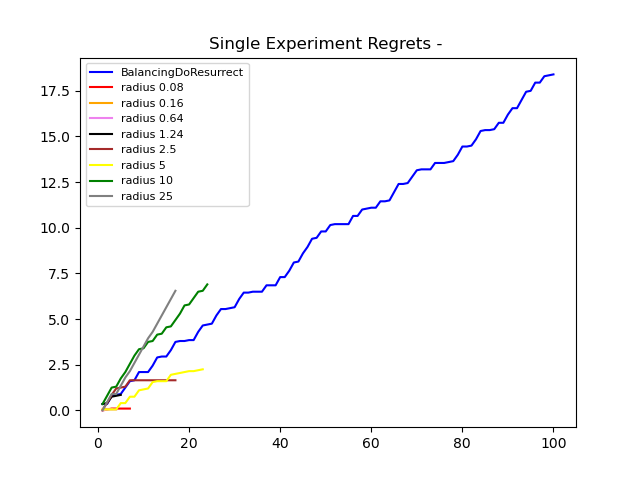 Single Experiment Regrets -
BalancingDoResurrect
radius 0.08
radius 0.16
radius 0.64
radius 1.24
radius 2.5
radius 5
radius 10
radius 25
17.5
15.0
12.5
10.0
7.5
5.0
2.5
0.0
0 20 40 60 80 100